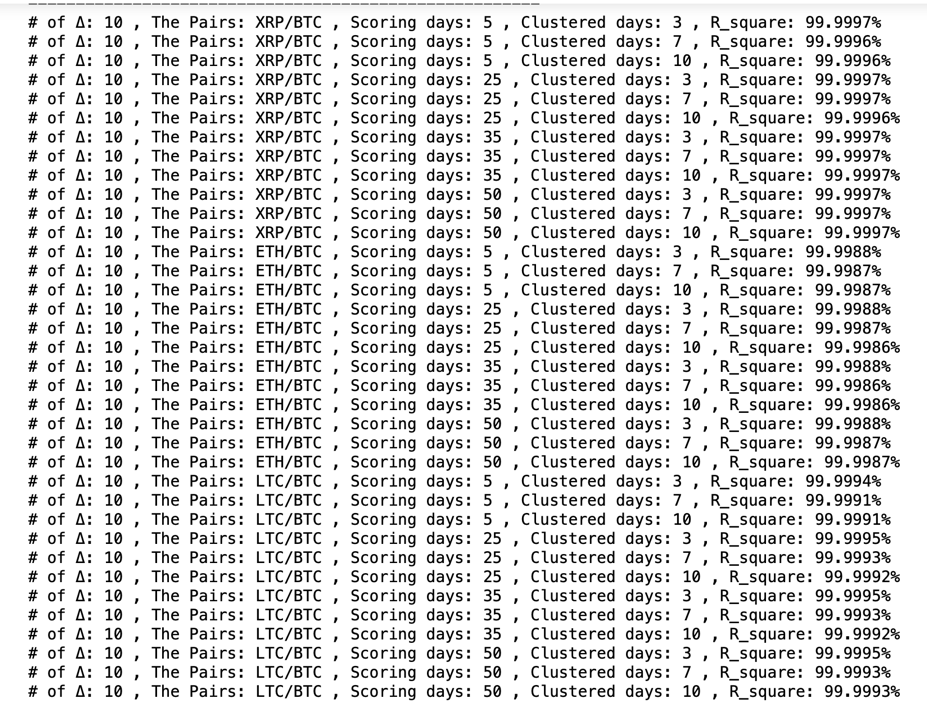 # of Δ: 10 , The Pairs: XRP/BTC , Scoring days: 5 , Clustered days: 3 , R_square: 99.9997%
# of Δ: 10 , The Pairs: XRP/BTC , Scoring days: 5 , Clustered days: 7 , R_square: 99.9996%
# of Δ: 10 , The Pairs: XRP/BTC , Scoring days: 5 , Clustered days: 10 , R_square: 99.9996%
# of Δ: 10 , The Pairs: XRP/BTC , Scoring days: 25 , Clustered days: 3 , R_square: 99.9997%
# of Δ: 10 , The Pairs: XRP/BTC , Scoring days: 25 , Clustered days: 7 , R_square: 99.9997%
# of Δ: 10 , The Pairs: XRP/BTC , Scoring days: 25 , Clustered days: 10 , R_square: 99.9996%
# of Δ: 10 , The Pairs: XRP/BTC , Scoring days: 35 , Clustered days: 3 , R_square: 99.9997%
# of Δ: 10 , The Pairs: XRP/BTC , Scoring days: 35 , Clustered days: 7 , R_square: 99.9997%
# of Δ: 10 , The Pairs: XRP/BTC , Scoring days: 35 , Clustered days: 10 , R_square: 99.9997%
# of Δ: 10 , The Pairs: XRP/BTC , Scoring days: 50 , Clustered days: 3 , R_square: 99.9997%
# of Δ: 10 , The Pairs: XRP/BTC , Scoring days: 50 , Clustered days: 7 , R_square: 99.9997%
# of Δ: 10 , The Pairs: XRP/BTC , Scoring days: 50 , Clustered days: 10 , R_square: 99.9997%
# of Δ: 10 , The Pairs: ETH/BTC , Scoring days: 5 , Clustered days: 3 , R_square: 99.9988%
# of Δ: 10 , The Pairs: ETH/BTC , Scoring days: 5 , Clustered days: 7 , R_square: 99.9987%
# of Δ: 10 , The Pairs: ETH/BTC , Scoring days: 5 , Clustered days: 10 , R_square: 99.9987%
# of Δ: 10 , The Pairs: ETH/BTC , Scoring days: 25 , Clustered days: 3 , R_square: 99.9988%
# of Δ: 10 , The Pairs: ETH/BTC , Scoring days: 25 , Clustered days: 7 , R_square: 99.9987%
# of Δ: 10 , The Pairs: ETH/BTC , Scoring days: 25 , Clustered days: 10 , R_square: 99.9986%
# of Δ: 10 , The Pairs: ETH/BTC , Scoring days: 35 , Clustered days: 3 , R_square: 99.9988%
# of Δ: 10 , The Pairs: ETH/BTC , Scoring days: 35 , Clustered days: 7 , R_square: 99.9986%
# of Δ: 10 , The Pairs: ETH/BTC , Scoring days: 35 , Clustered days: 10 , R_square: 99.9986%
# of Δ: 10 , The Pairs: ETH/BTC , Scoring days: 50 , Clustered days: 3 , R_square: 99.9988%
# of Δ: 10 , The Pairs: ETH/BTC , Scoring days: 50 , Clustered days: 7 , R_square: 99.9987%
# of Δ: 10 , The Pairs: ETH/BTC , Scoring days: 50 , Clustered days: 10 , R_square: 99.9987%
# of Δ: 10 , The Pairs: LTC/BTC , Scoring days: 5 , Clustered days: 3 , R_square: 99.9994%
# of Δ: 10 , The Pairs: LTC/BTC , Scoring days: 5 , Clustered days: 7 , R_square: 99.9991%
# of Δ: 10 , The Pairs: LTC/BTC , Scoring days: 5 , Clustered days: 10 , R_square: 99.9991%
# of Δ: 10 , The Pairs: LTC/BTC , Scoring days: 25 , Clustered days: 3 , R_square: 99.9995%
# of Δ: 10 , The Pairs: LTC/BTC , Scoring days: 25 , Clustered days: 7 , R_square: 99.9993%
# of Δ: 10 , The Pairs: LTC/BTC , Scoring days: 25 , Clustered days: 10 , R_square: 99.9992%
# of Δ: 10 , The Pairs: LTC/BTC , Scoring days: 35 , Clustered days: 3 , R_square: 99.9995%
# of Δ: 10 , The Pairs: LTC/BTC , Scoring days: 35 , Clustered days: 7 , R_square: 99.9993%
# of Δ: 10 , The Pairs: LTC/BTC , Scoring days: 35 , Clustered days: 10 , R_square: 99.9992%
# of Δ: 10 , The Pairs: LTC/BTC , Scoring days: 50 , Clustered days: 3 , R_square: 99.9995%
# of Δ: 10 , The Pairs: LTC/BTC , Scoring days: 50 , Clustered days: 7 , R_square: 99.9993%
# of Δ: 10 , The Pairs: LTC/BTC , Scoring days: 50 , Clustered days: 10 , R_square: 99.9993%